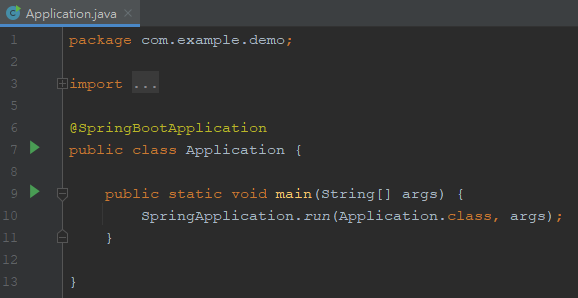 Application.java
1 package com.example.demo;
2
3 import ...
5
6 @SpringBootApplication
7 public class Application {
8
9 public static void main(String[] args) {
10 SpringApplication.run(Application.class, args);
11 }
12
13 }